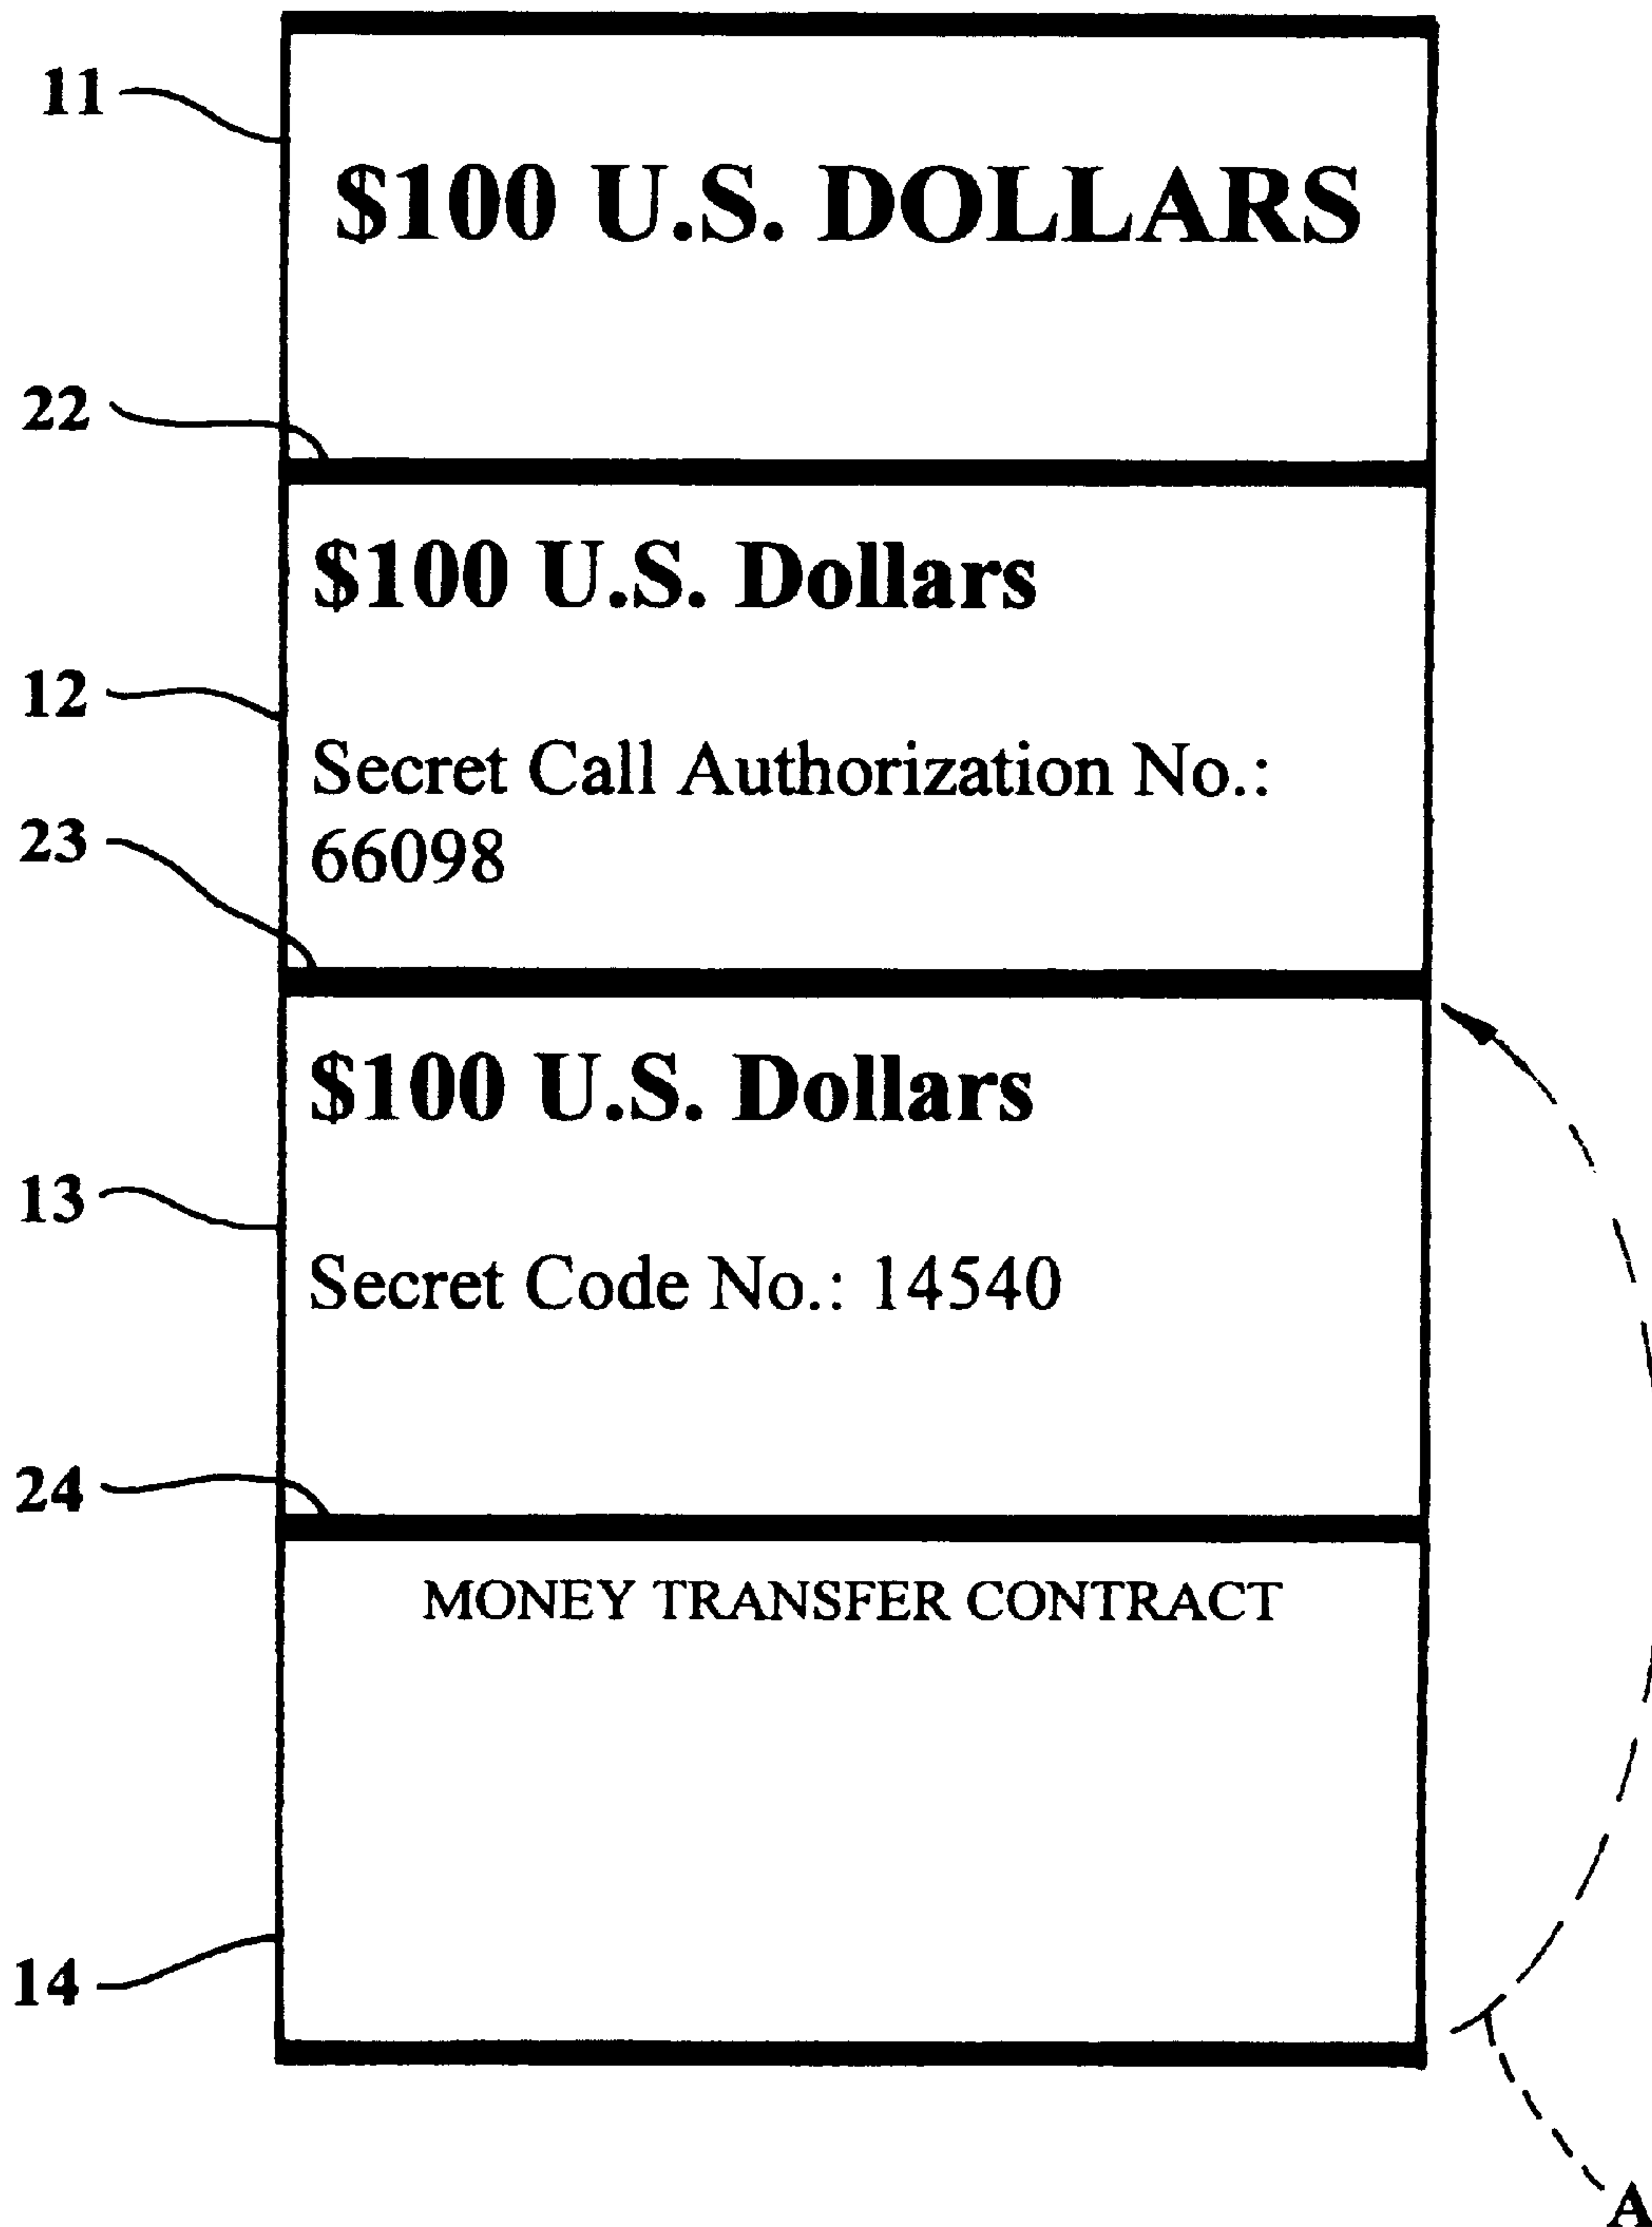 11
$100 U.S. DOLLARS
22
$100 U.S. Dollars
12
Secret Call Authorization No.:
23
66098
$100 U.S. Dollars
13
Secret Code No.: 14540
24
MONEY TRANSFER CONTRACT
14
A